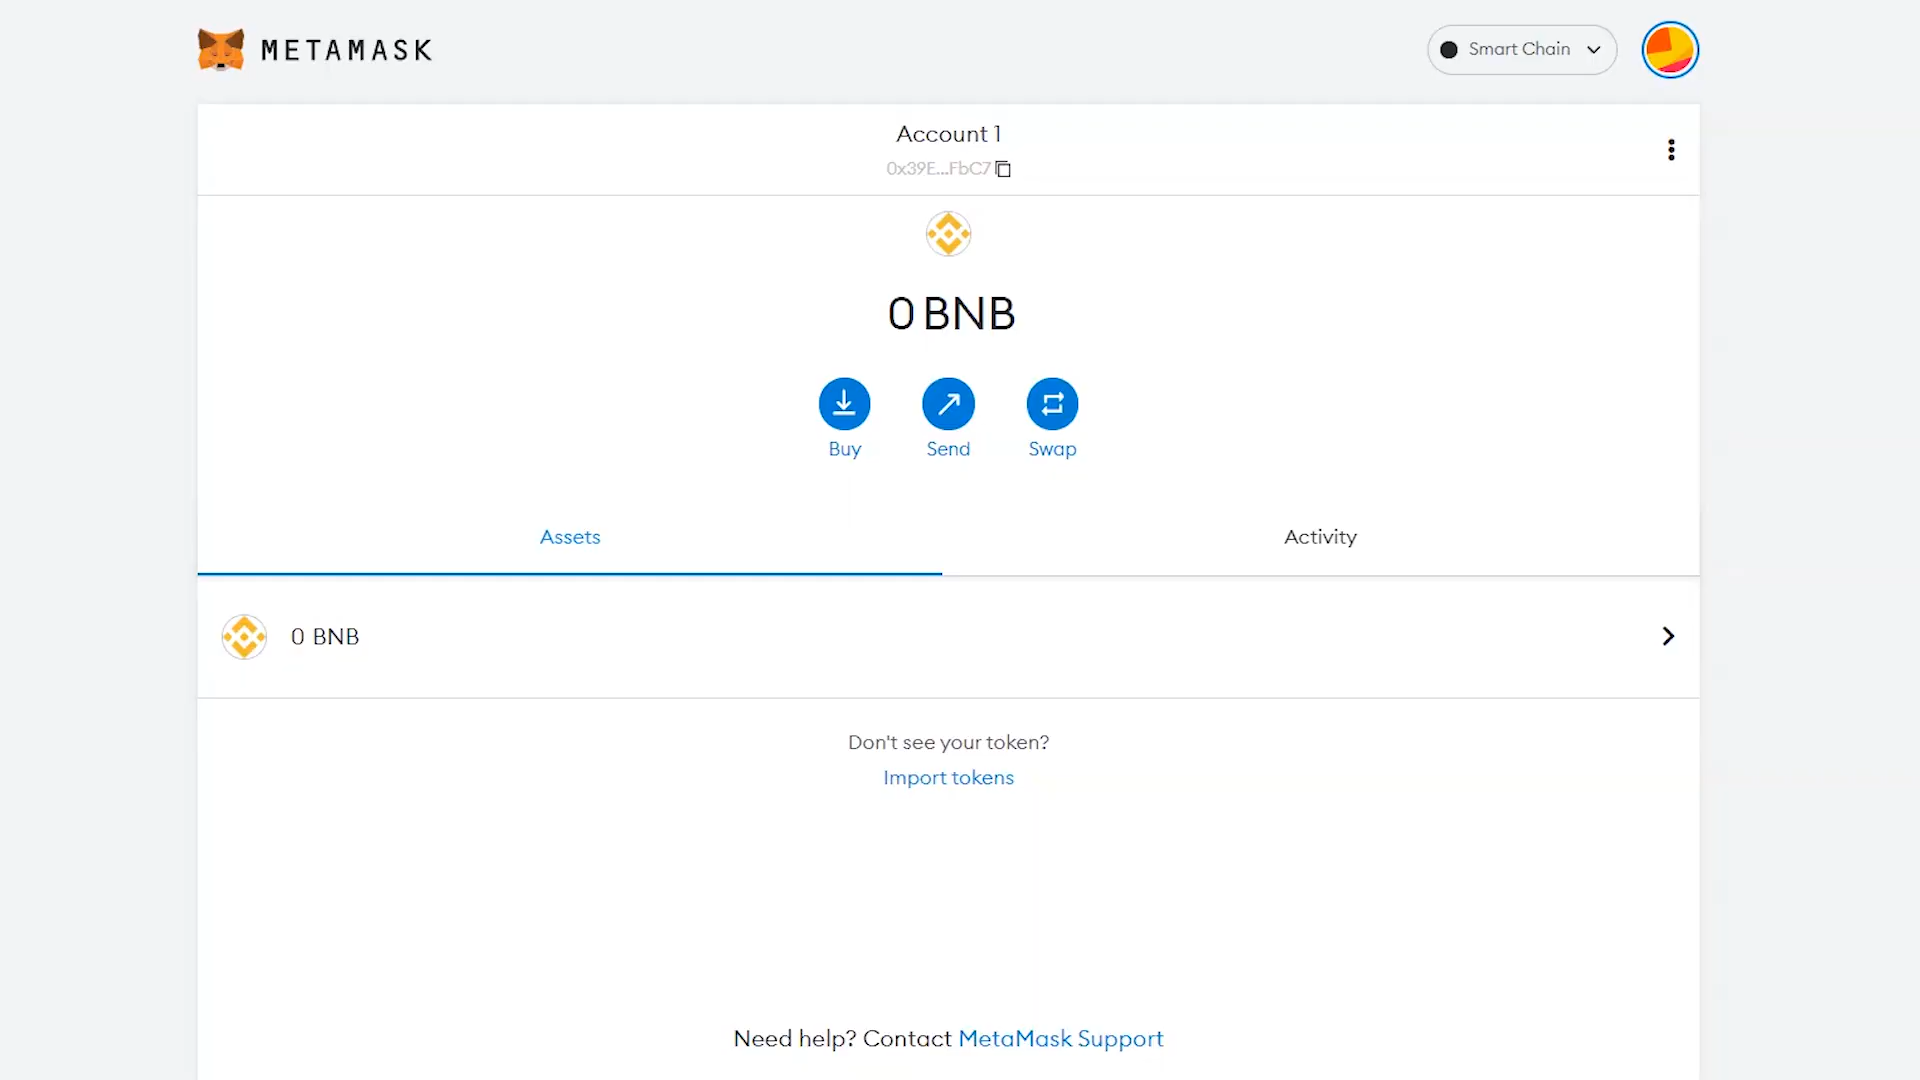 METAMASK
Smart Chain
Account 1
0x39E...FbC7
0 BNB
Buy
Send
Swap
Assets
Activity
0 BNB
Don't see your token?
Import tokens
Need help? Contact MetaMask Support